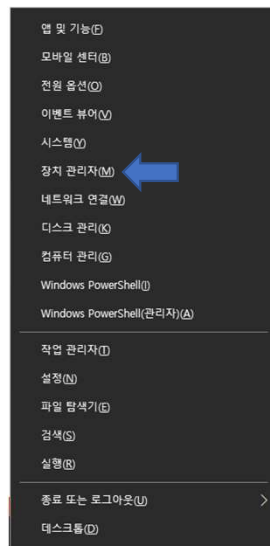 앱 및 기능(F)
모바일 센터(B)
전원 옵션(O)
이벤트 뷰어(V)
시스템(Y)
장치 관리자(M)
네트워크 연결(W)
디스크 관리(K)
컴퓨터 관리(G)
Windows PowerShell(I)
Windows PowerShell(관리자)(A)
작업 관리자(T)
설정(N)
파일 탐색기(E)
검색(S)
실행(R)
종료 또는 로그아웃(U)
데스크톱(D)